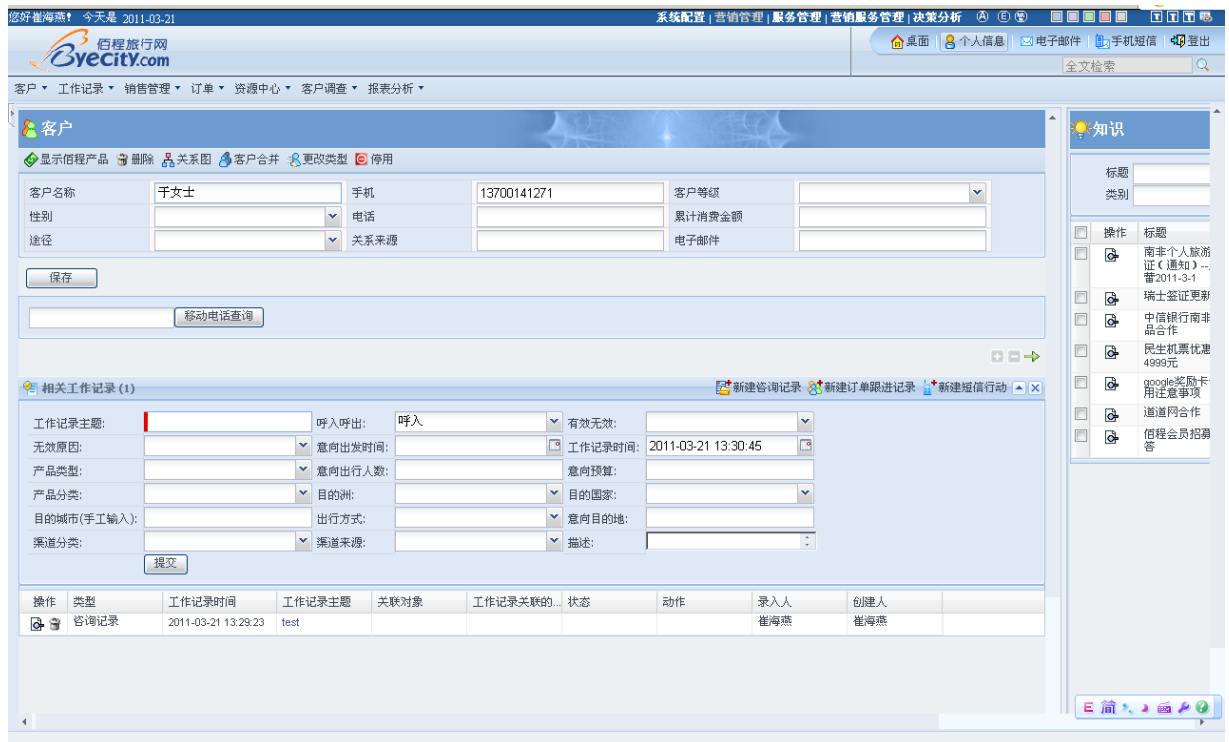 您好崔海燕! 今天是 2011-03-21 系统配置 | 营销管理 | 服务管理 | 营销服务管理 | 决策分析 A E T T T
佰程旅行网
Byecity.com
桌面 个人信息 电子邮件 手机短信 登出
全文检索
客户 工作记录 销售管理 订单 资源中心 客户调查 报表分析
客户
显示佰程产品 删除 关系图 客户合并 更改类型 停用
客户名称 于女士 手机 13700141271 客户等级
性别 电话 累计消费金额
途径 关系来源 电子邮件
保存
移动电话查询
相关工作记录 (1) 新建咨询记录 新建订单跟进记录 新建短信行动
工作记录主题: 呼入呼出: 呼入 有效无效:
无效原因: 意向出发时间: 工作记录时间: 2011-03-21 13:30:45
产品类型: 意向出行人数: 意向预算:
产品分类: 目的洲: 目的国家:
目的城市(手工输入): 出行方式: 意向目的地:
渠道分类: 渠道来源: 描述:
提交
操作 类型 工作记录时间 工作记录主题 关联对象 工作记录关联的... 状态 动作 录入人 创建人
咨询记录 2011-03-21 13:29:23 test 崔海燕 崔海燕
知识
标题
类别
操作 标题
南非个人旅游
证(通知)--
蕾2011-3-1
瑞士签证更新
中信银行南非
品合作
民生机票优惠
4999元
google奖励卡
用注意事项
道道网合作
佰程会员招募
答
E 简